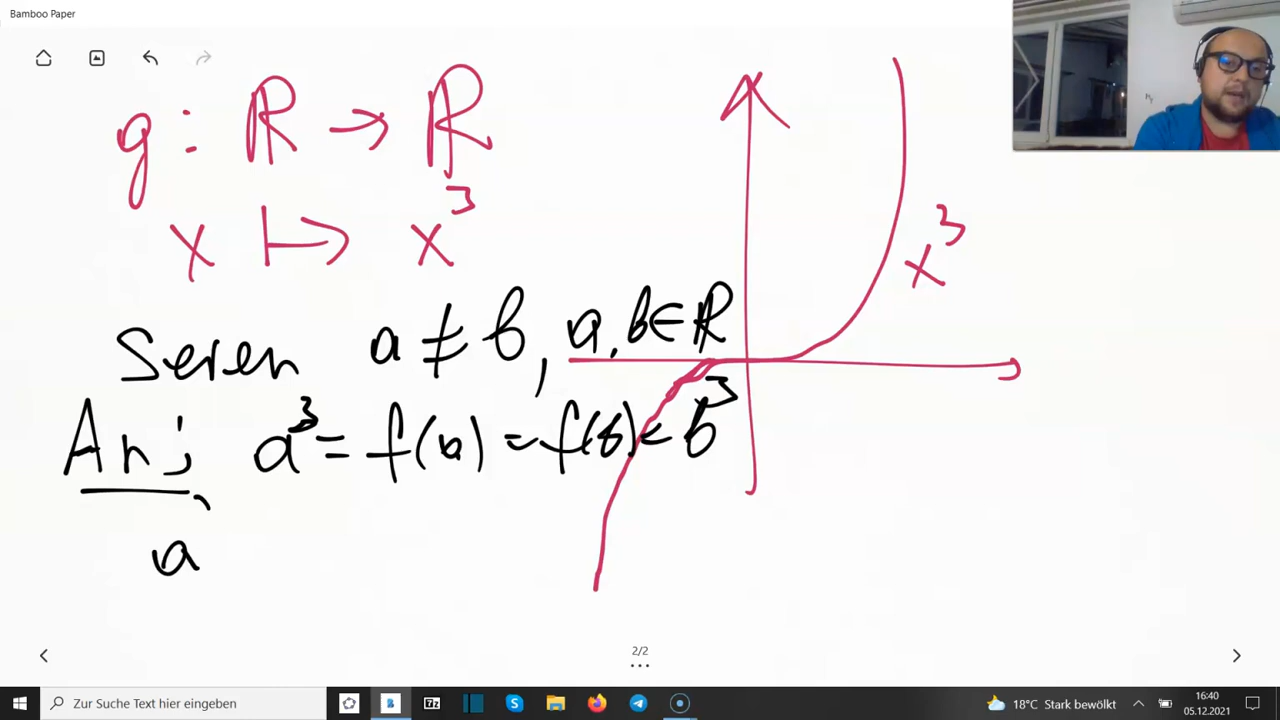 Bamboo Paper
g : ℝ → ℝ
x ↦ x³
x³
Seien a ≠ b, a, b ∈ ℝ
An: a³ = f(a) = f(b) = b³
a
2/2
Zur Suche Text hier eingeben
18°C Stark bewölkt
16:40
05.12.2021